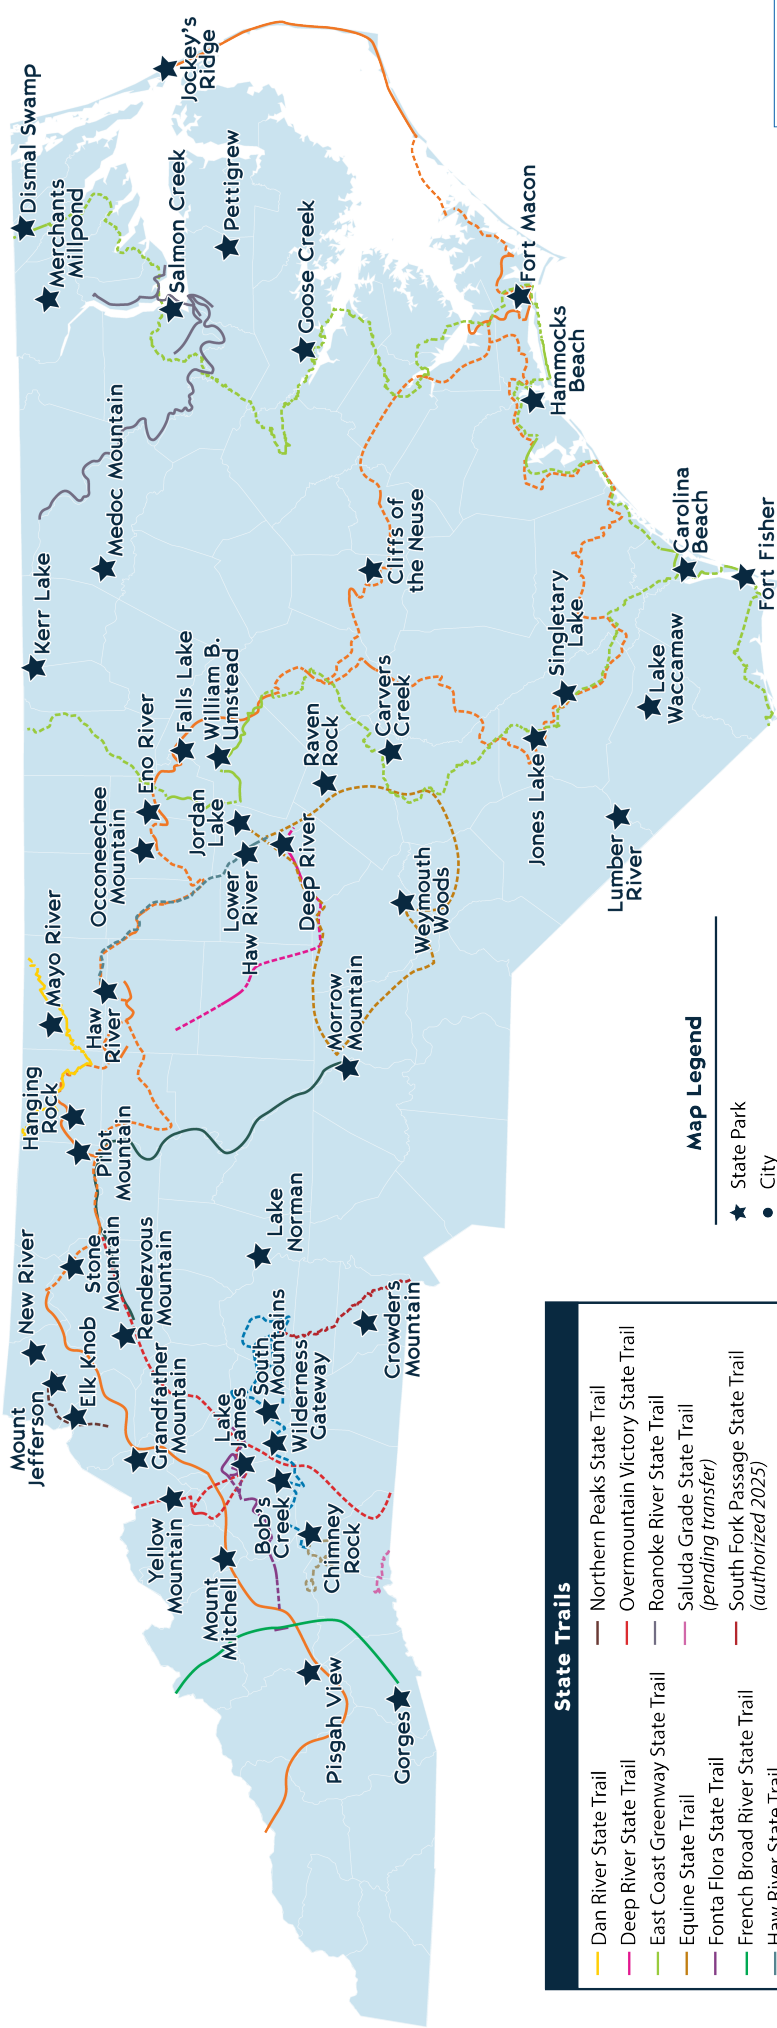 Dismal Swamp
Merchants
Millpond
Jockey's
Ridge
Salmon Creek
Pettigrew
Goose Creek
Fort Macon
Hammocks
Beach
Medoc Mountain
Kerr Lake
Cliffs of
the Neuse
Carolina
Beach
Fort Fisher
Singletary
Lake
Lake
Waccamaw
Falls Lake
William B.
Umstead
Eno River
Occoneechee
Mountain
Jordan
Lake
Raven
Rock
Carvers
Creek
Jones Lake
Lumber
River
Lower
Haw River
Deep River
Weymouth
Woods
Mayo River
Haw
River
Morrow
Mountain
Hanging
Rock
Pilot
Mountain
Stone
Mountain
Rendezvous
Mountain
Lake
Norman
New River
Mount
Jefferson
Elk Knob
Grandfather
Mountain
Lake
James
South
Mountains
Wilderness
Gateway
Crowders
Mountain
Yellow
Mountain
Bob's
Creek
Chimney
Rock
Mount
Mitchell
Pisgah View
Gorges
Map Legend
State Park
City
State Trails
Dan River State Trail
Deep River State Trail
East Coast Greenway State Trail
Equine State Trail
Fonta Flora State Trail
French Broad River State Trail
Haw River State Trail
Northern Peaks State Trail
Overmountain Victory State Trail
Roanoke River State Trail
Saluda Grade State Trail
(pending transfer)
South Fork Passage State Trail
(authorized 2025)